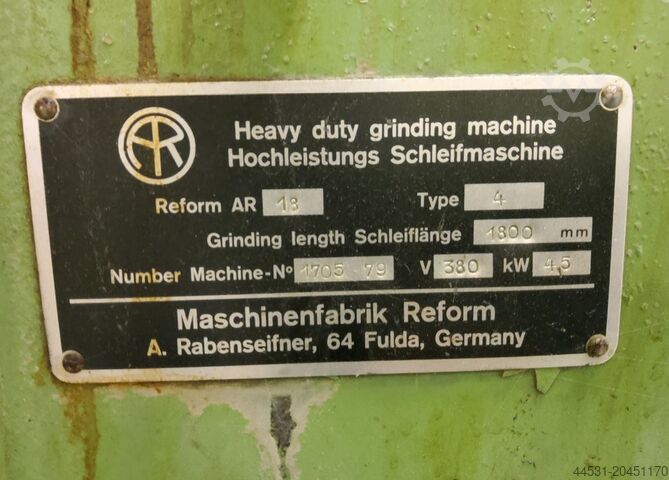 AR
Heavy duty grinding machine
Hochleistungs Schleifmaschine
Reform AR 18 Type 4
Grinding length Schleiflänge 1800 mm
Number Machine-No 1705 79 V 380 kW 4,5
Maschinenfabrik Reform
A. Rabenseifner, 64 Fulda, Germany
44531-20451170